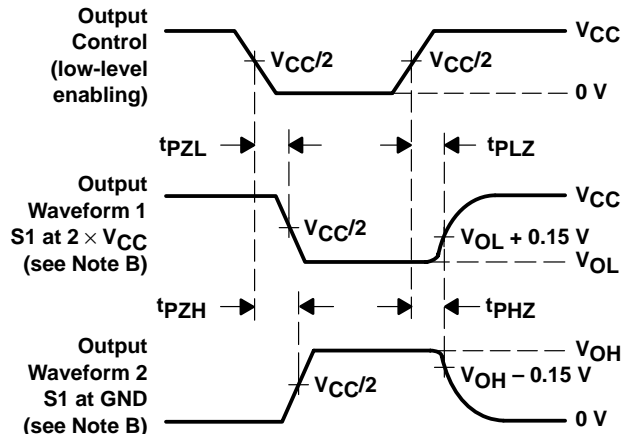 Output
Control
(low-level
enabling)
VCC/2
VCC/2
VCC
0 V
tPZL
tPLZ
Output
Waveform 1
S1 at 2 × VCC
(see Note B)
VCC/2
VCC
VOL + 0.15 V
VOL
tPZH
tPHZ
Output
Waveform 2
S1 at GND
(see Note B)
VCC/2
VOH
VOH – 0.15 V
0 V